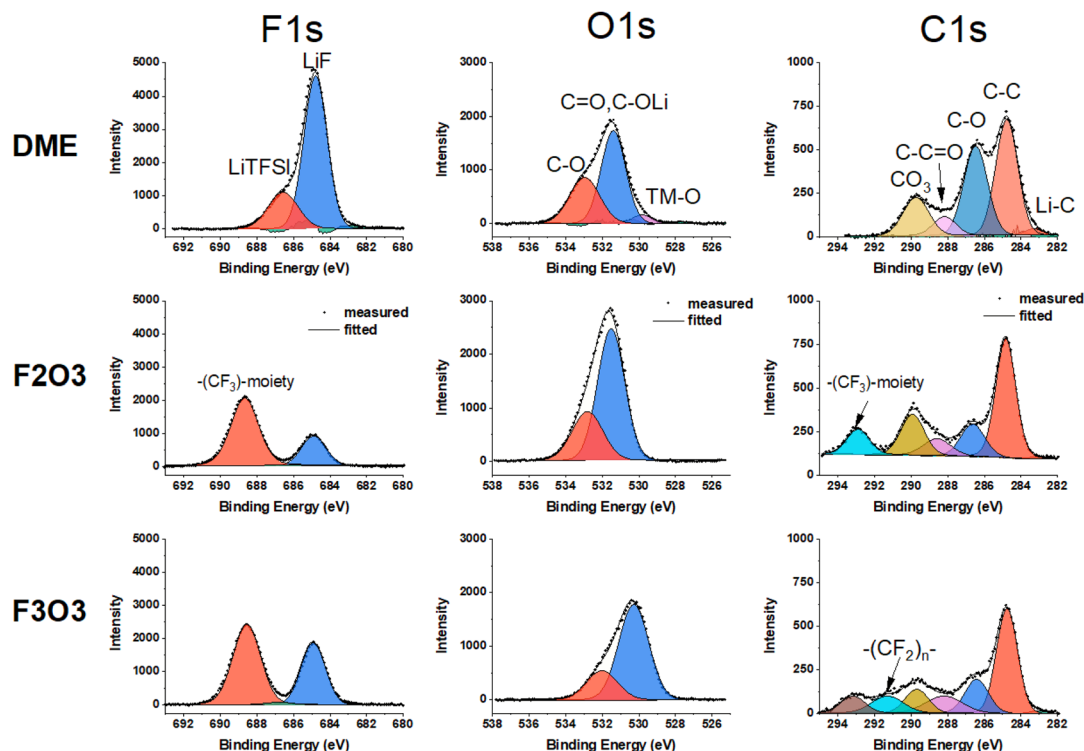 F1s
O1s
C1s
DME
5000
4000
3000
2000
1000
0
Intensity
LiF
LiTFSI
692 690 688 686 684 682 680
Binding Energy (eV)
3000
2000
1000
0
Intensity
C=O,C-OLi
C-O
TM-O
538 536 534 532 530 528 526
Binding Energy (eV)
1000
750
500
250
0
Intensity
C-C
C-O
C-C=O
CO3
Li-C
294 292 290 288 286 284 282
Binding Energy (eV)
F2O3
5000
4000
3000
2000
1000
0
Intensity
measured
fitted
-(CF3)-moiety
692 690 688 686 684 682 680
Binding Energy (eV)
3000
2000
1000
0
Intensity
measured
fitted
538 536 534 532 530 528 526
Binding Energy (eV)
1000
750
500
250
0
Intensity
measured
fitted
-(CF3)-moiety
294 292 290 288 286 284 282
Binding Energy (eV)
F3O3
5000
4000
3000
2000
1000
0
Intensity
692 690 688 686 684 682 680
Binding Energy (eV)
3000
2000
1000
0
Intensity
538 536 534 532 530 528 526
Binding Energy (eV)
1000
750
500
250
0
Intensity
-(CF2)n-
294 292 290 288 286 284 282
Binding Energy (eV)